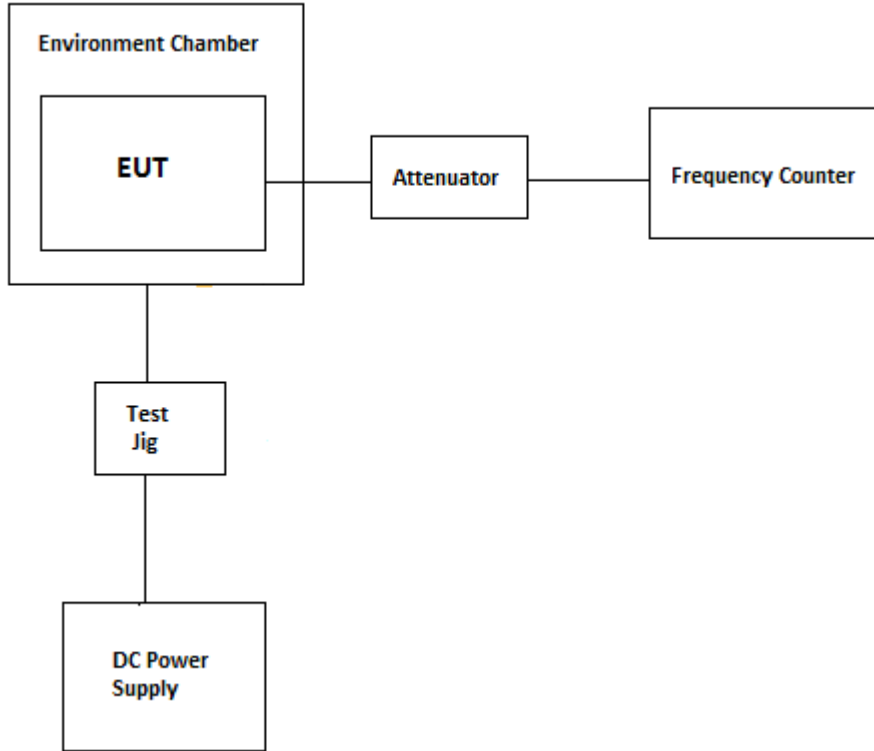 Environment Chamber
EUT
Attenuator
Frequency Counter
Test
Jig
DC Power
Supply